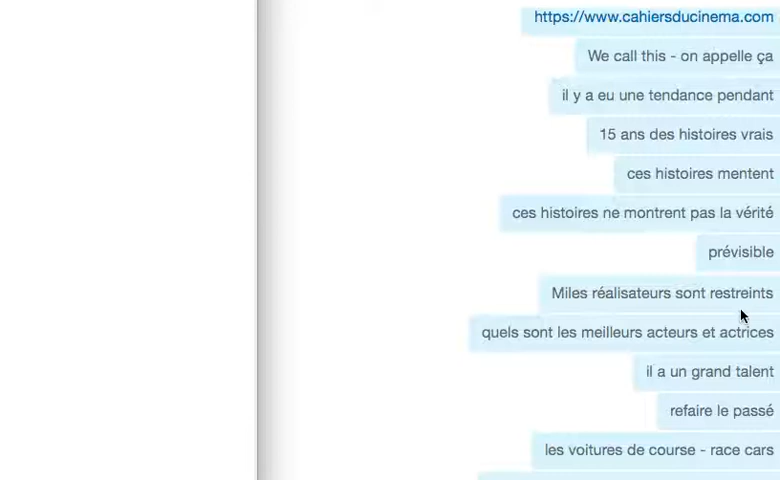 https://www.cahiersducinema.com
We call this - on appelle ça
il y a eu une tendance pendant
15 ans des histoires vrais
ces histoires mentent
ces histoires ne montrent pas la vérité
prévisible
Miles réalisateurs sont restreints
quels sont les meilleurs acteurs et actrices
il a un grand talent
refaire le passé
les voitures de course - race cars